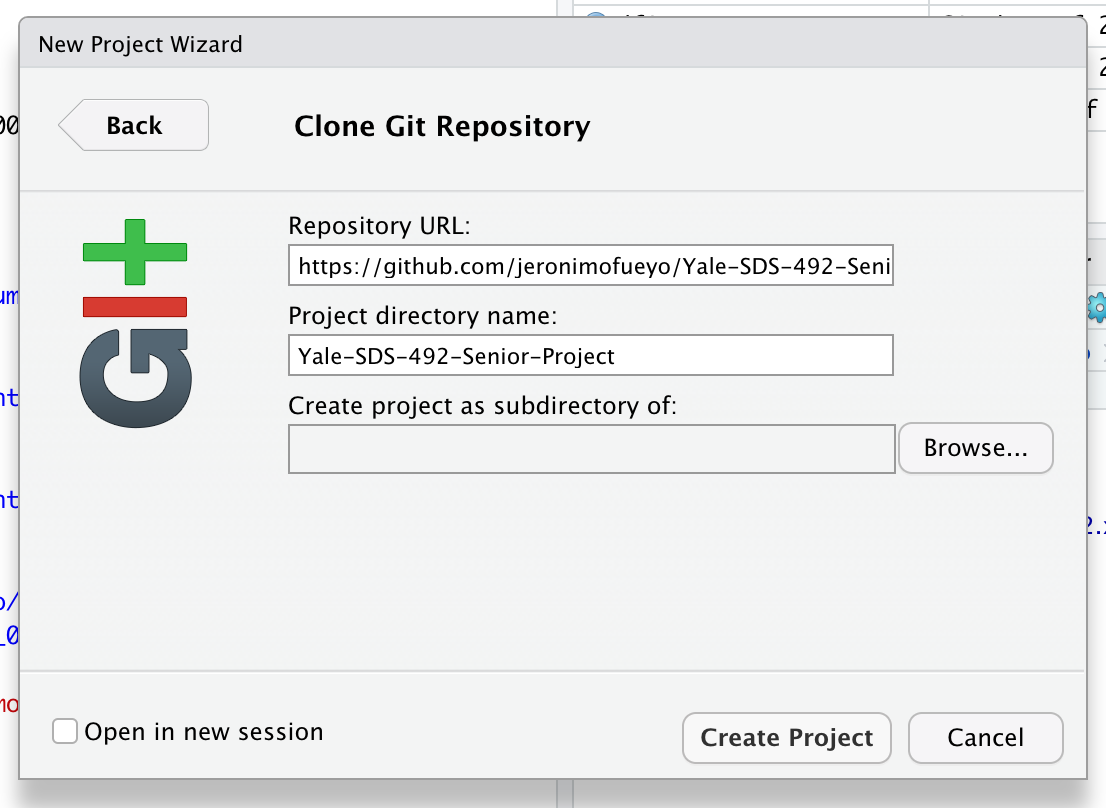 New Project Wizard
Back
Clone Git Repository
GI+
Repository URL:
https://github.com/jeronimofueyo/Yale-SDS-492-Seni
Project directory name:
Yale-SDS-492-Senior-Project
Create project as subdirectory of:
Browse...
Open in new session
Create Project
Cancel